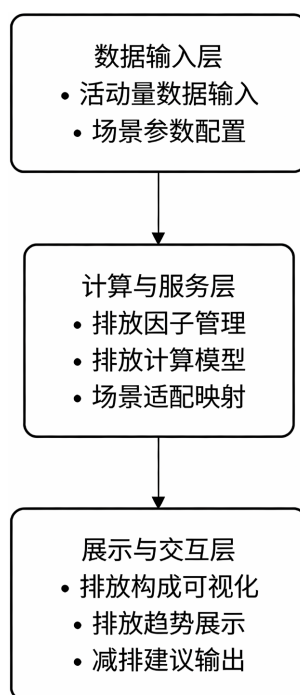 数据输入层
• 活动量数据输入
• 场景参数配置
计算与服务层
• 排放因子管理
• 排放计算模型
• 场景适配映射
展示与交互层
• 排放构成可视化
• 排放趋势展示
• 减排建议输出